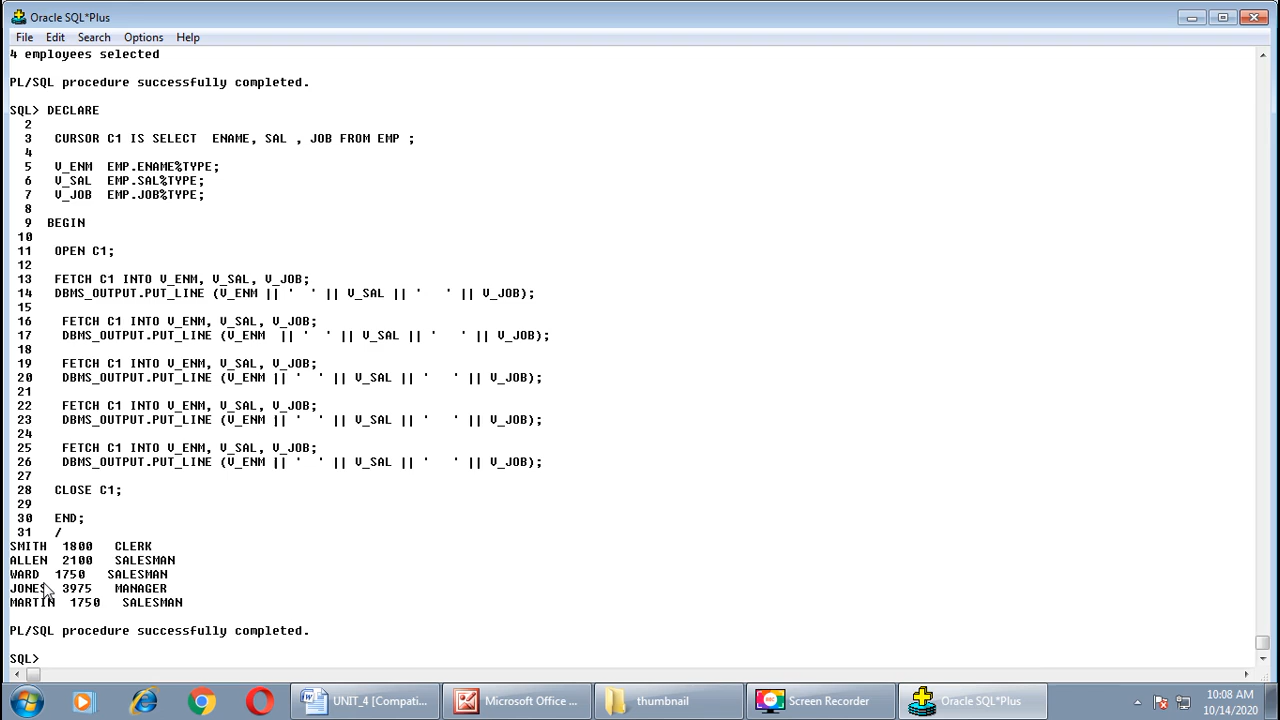 Oracle SQL*Plus
File Edit Search Options Help
4 employees selected
PL/SQL procedure successfully completed.
SQL> DECLARE
2
3 CURSOR C1 IS SELECT ENAME, SAL , JOB FROM EMP ;
4
5 V_ENM EMP.ENAME%TYPE;
6 V_SAL EMP.SAL%TYPE;
7 V_JOB EMP.JOB%TYPE;
8
9 BEGIN
10
11 OPEN C1;
12
13 FETCH C1 INTO V_ENM, V_SAL, V_JOB;
14 DBMS_OUTPUT.PUT_LINE (V_ENM || '  ' || V_SAL || '   ' || V_JOB);
15
16 FETCH C1 INTO V_ENM, V_SAL, V_JOB;
17 DBMS_OUTPUT.PUT_LINE (V_ENM  || '  ' || V_SAL || '   ' || V_JOB);
18
19 FETCH C1 INTO V_ENM, V_SAL, V_JOB;
20 DBMS_OUTPUT.PUT_LINE (V_ENM || '  ' || V_SAL || '   ' || V_JOB);
21
22 FETCH C1 INTO V_ENM, V_SAL, V_JOB;
23 DBMS_OUTPUT.PUT_LINE (V_ENM || '  ' || V_SAL || '   ' || V_JOB);
24
25 FETCH C1 INTO V_ENM, V_SAL, V_JOB;
26 DBMS_OUTPUT.PUT_LINE (V_ENM || '  ' || V_SAL || '   ' || V_JOB);
27
28 CLOSE C1;
29
30 END;
31 /
SMITH  1800   CLERK
ALLEN  2100   SALESMAN
WARD  1750   SALESMAN
JONES  3975   MANAGER
MARTIN  1750   SALESMAN
PL/SQL procedure successfully completed.
SQL>
UNIT_4 [Compati... Microsoft Office ... thumbnail Screen Recorder Oracle SQL*Plus
10:08 AM
10/14/2020